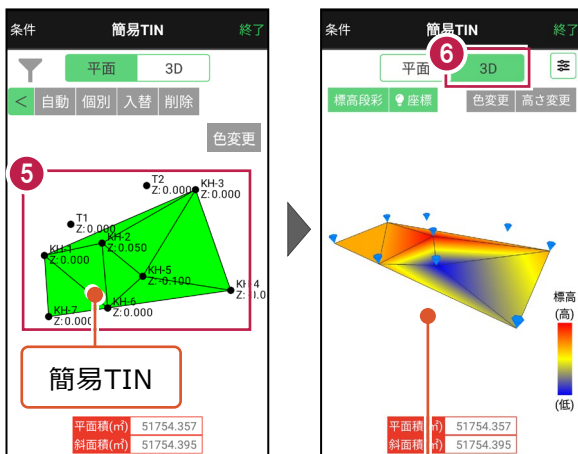 条件 簡易TIN 終了
平面 3D
< 自動 個別 入替 削除
色変更
5
T2
Z:0.000
KH-3
Z:0.000
T1
Z:0.000
KH-2
Z:0.050
KH-1
Z:0.000
KH-5
Z:-0.100
KH-4
Z:0.0
KH-6
Z:0.000
KH-7
Z:0.000
簡易TIN
平面積(㎡) 51754.357
斜面積(㎡) 51754.395
条件 簡易TIN 終了
6
平面 3D
標高段彩 座標 色変更 高さ変更
標高
(高)
(低)
平面積(㎡) 51754.357
斜面積(㎡) 51754.395